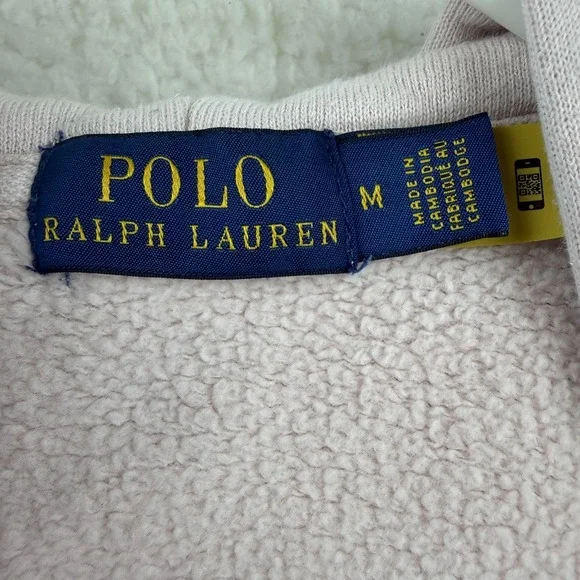 POLO
RALPH LAUREN
M
MADE IN
CAMBODIA
FABRIQUÉ AU
CAMBODGE